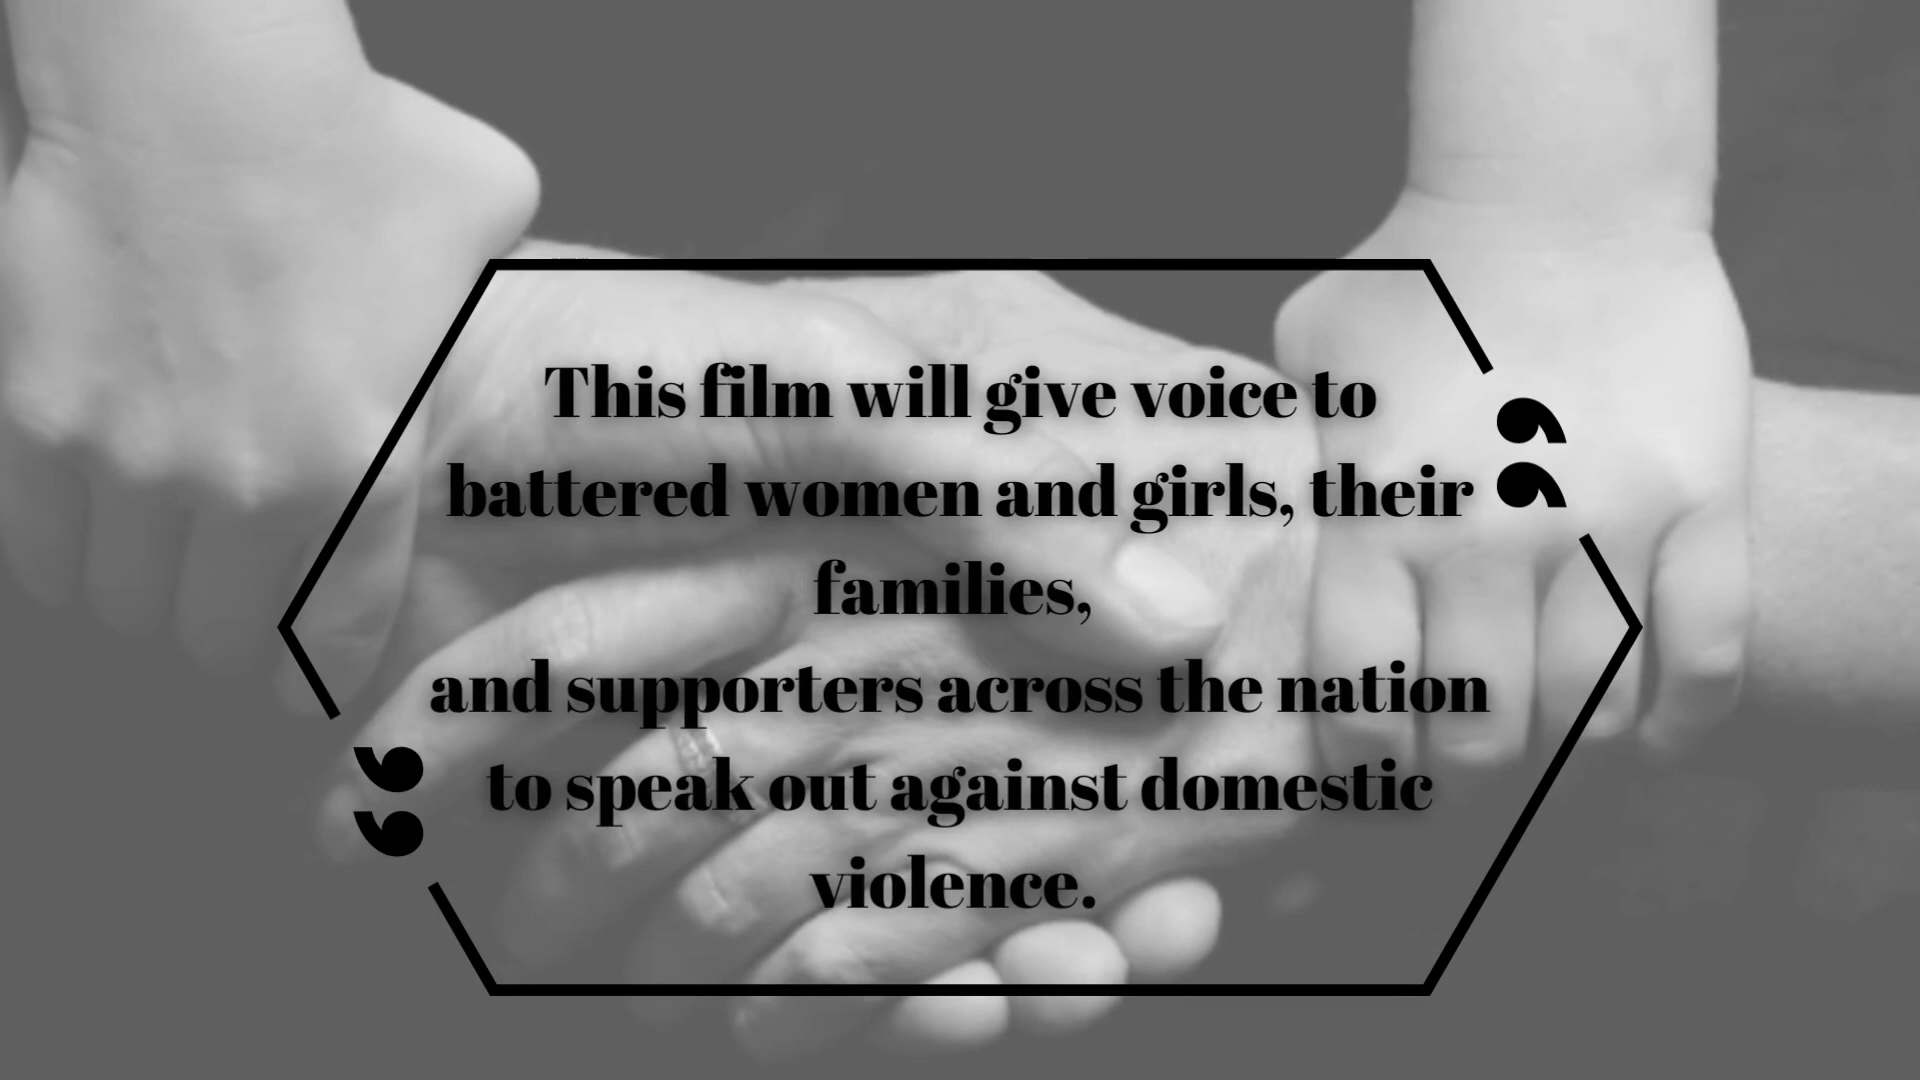 This film will give voice to
battered women and girls, their
families,
and supporters across the nation
to speak out against domestic
violence.